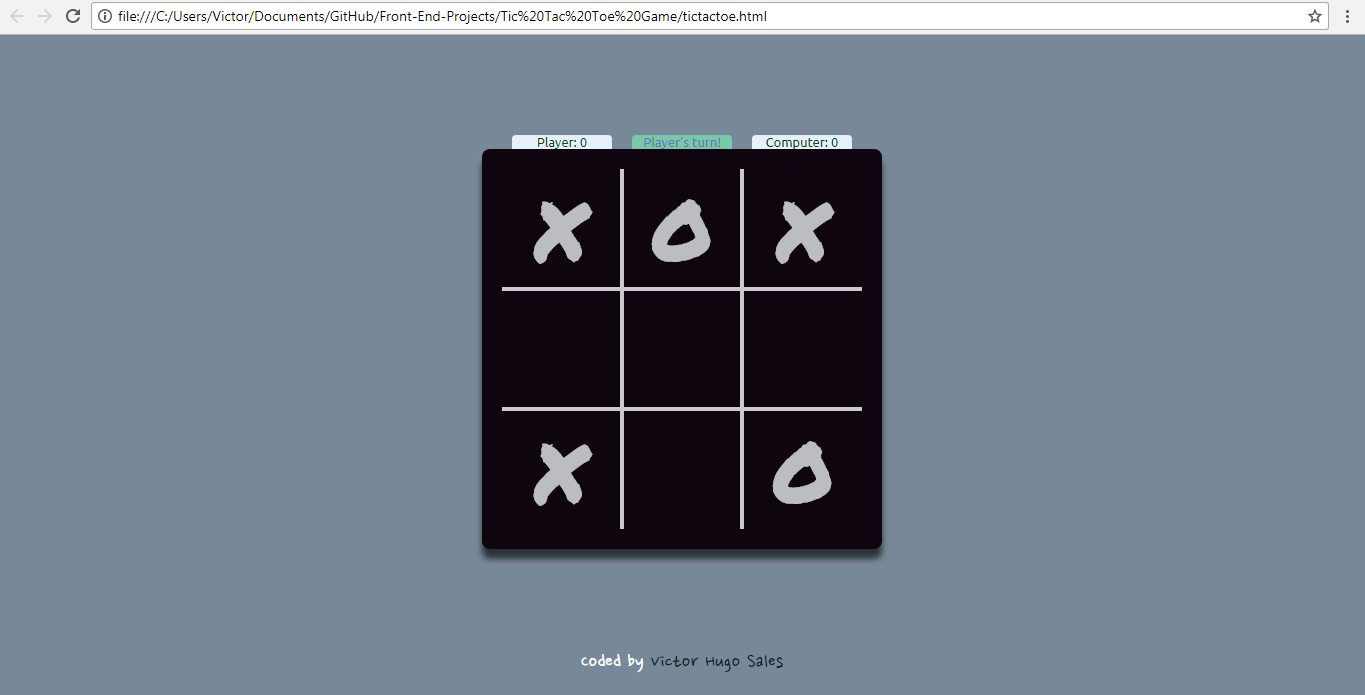 file:///C:/Users/Victor/Documents/GitHub/Front-End-Projects/Tic%20Tac%20Toe%20Game/tictactoe.html
Player: 0 Player's turn! Computer: 0
X O X
X O
coded by Victor Hugo Sales